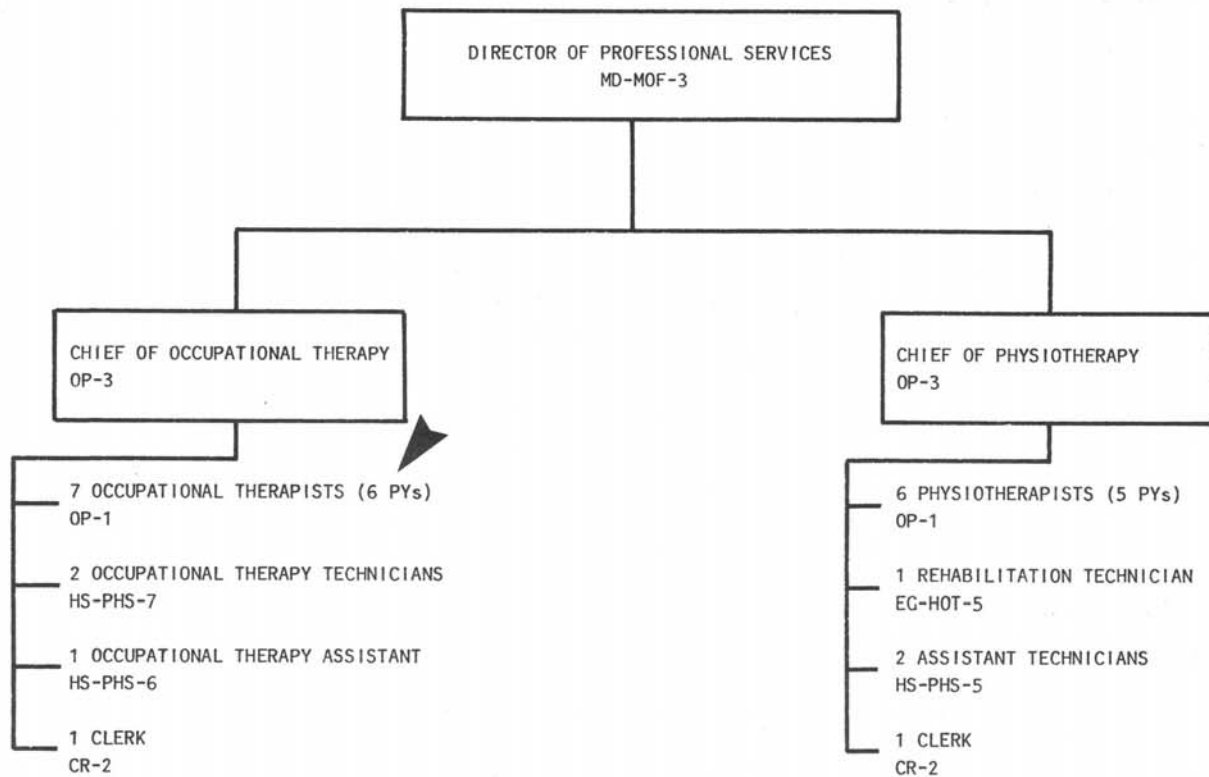 DIRECTOR OF PROFESSIONAL SERVICES
MD-MOF-3
CHIEF OF OCCUPATIONAL THERAPY
OP-3
7 OCCUPATIONAL THERAPISTS (6 PYs)
OP-1
2 OCCUPATIONAL THERAPY TECHNICIANS
HS-PHS-7
1 OCCUPATIONAL THERAPY ASSISTANT
HS-PHS-6
1 CLERK
CR-2
CHIEF OF PHYSIOTHERAPY
OP-3
6 PHYSIOTHERAPISTS (5 PYs)
OP-1
1 REHABILITATION TECHNICIAN
EG-HOT-5
2 ASSISTANT TECHNICIANS
HS-PHS-5
1 CLERK
CR-2